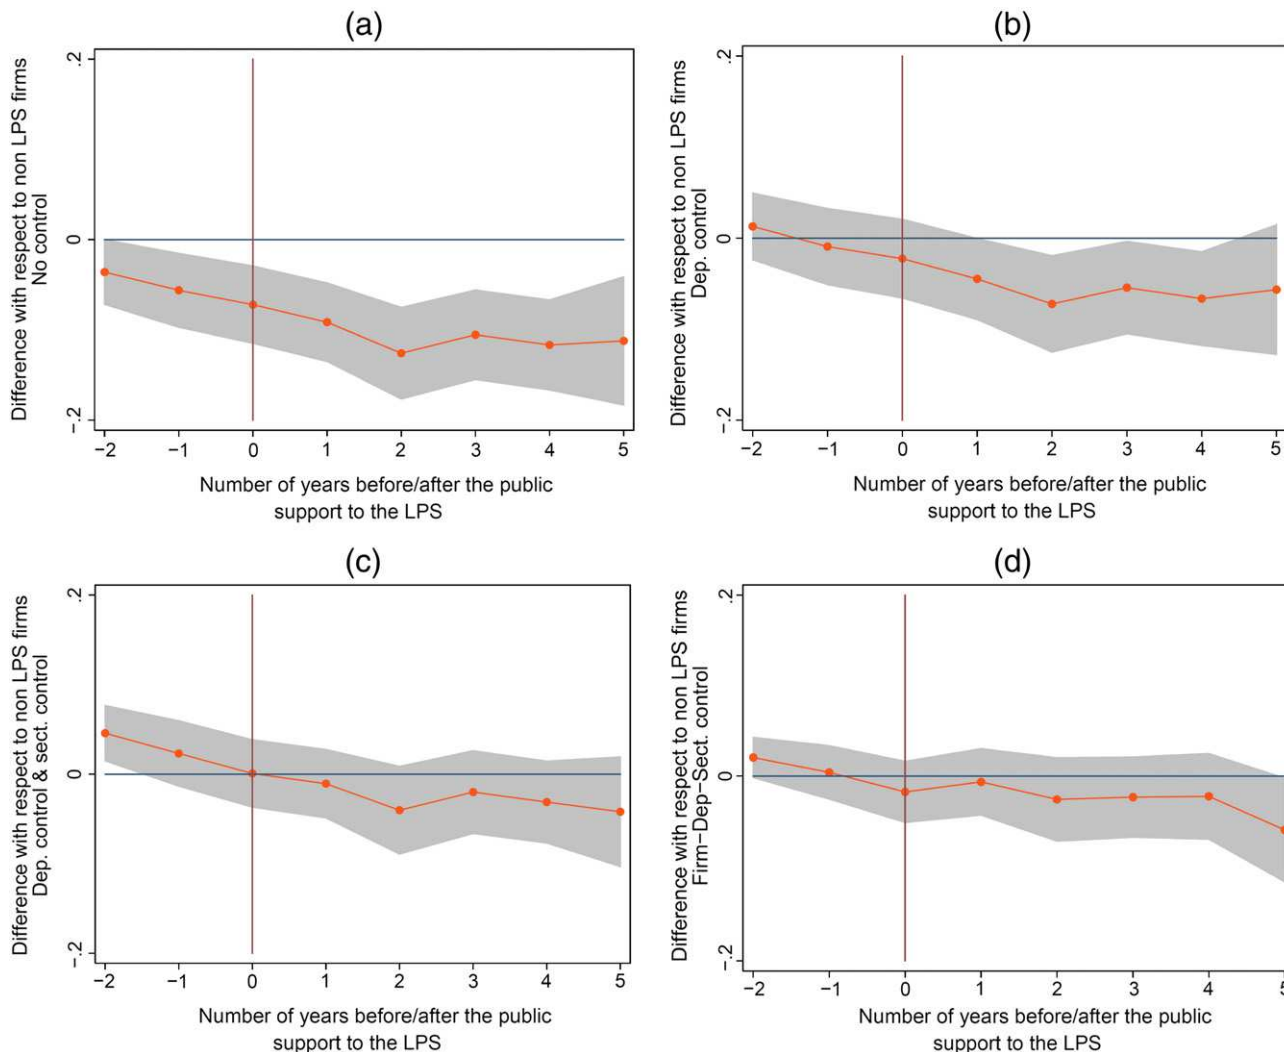 (a)
Difference with respect to non LPS firms
No control
.2
0
-.2
−2 −1 0 1 2 3 4 5
Number of years before/after the public
support to the LPS
(b)
Difference with respect to non LPS firms
Dep. control
.2
0
-.2
−2 −1 0 1 2 3 4 5
Number of years before/after the public
support to the LPS
(c)
Difference with respect to non LPS firms
Dep. control & sect. control
.2
0
-.2
−2 −1 0 1 2 3 4 5
Number of years before/after the public
support to the LPS
(d)
Difference with respect to non LPS firms
Firm−Dep−Sect. control
.2
0
-.2
−2 −1 0 1 2 3 4 5
Number of years before/after the public
support to the LPS